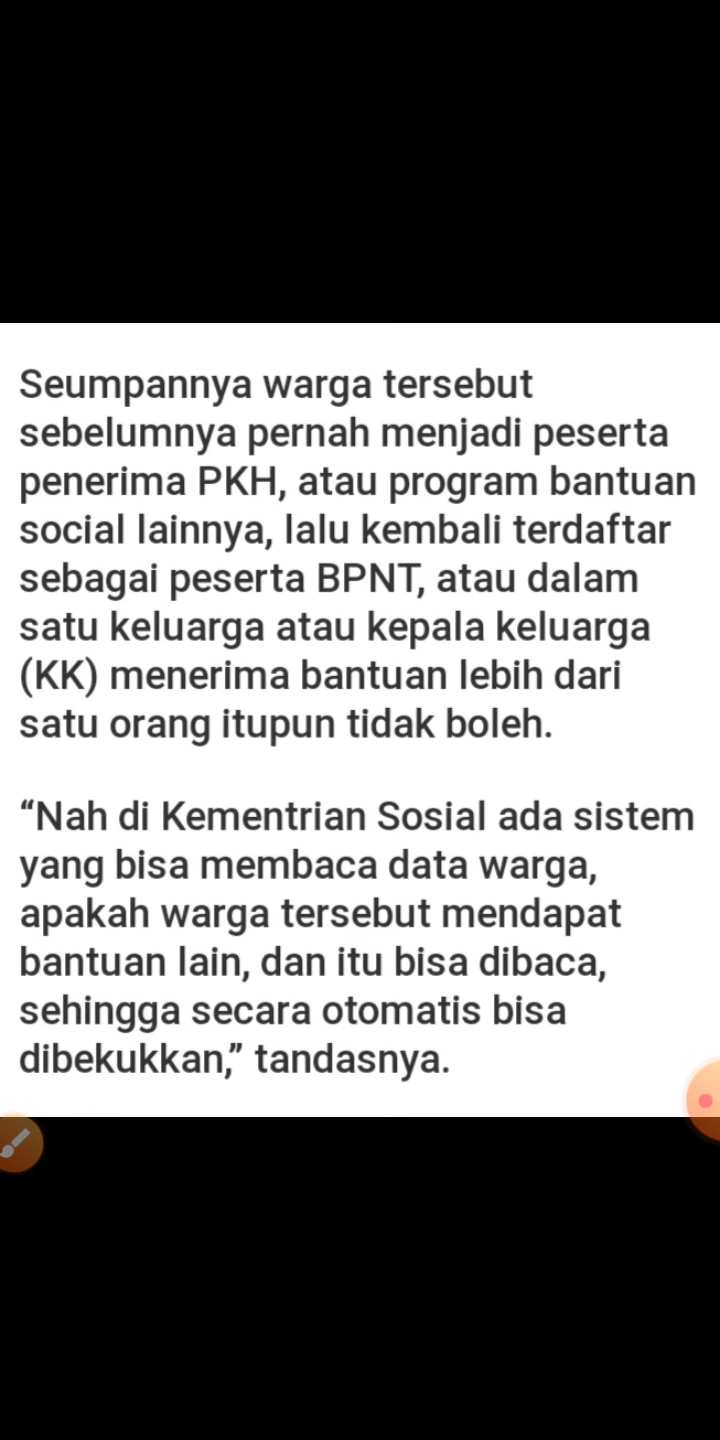 Seumpannya warga tersebut
sebelumnya pernah menjadi peserta
penerima PKH, atau program bantuan
social lainnya, lalu kembali terdaftar
sebagai peserta BPNT, atau dalam
satu keluarga atau kepala keluarga
(KK) menerima bantuan lebih dari
satu orang itupun tidak boleh.
“Nah di Kementrian Sosial ada sistem
yang bisa membaca data warga,
apakah warga tersebut mendapat
bantuan lain, dan itu bisa dibaca,
sehingga secara otomatis bisa
dibekukkan,” tandasnya.